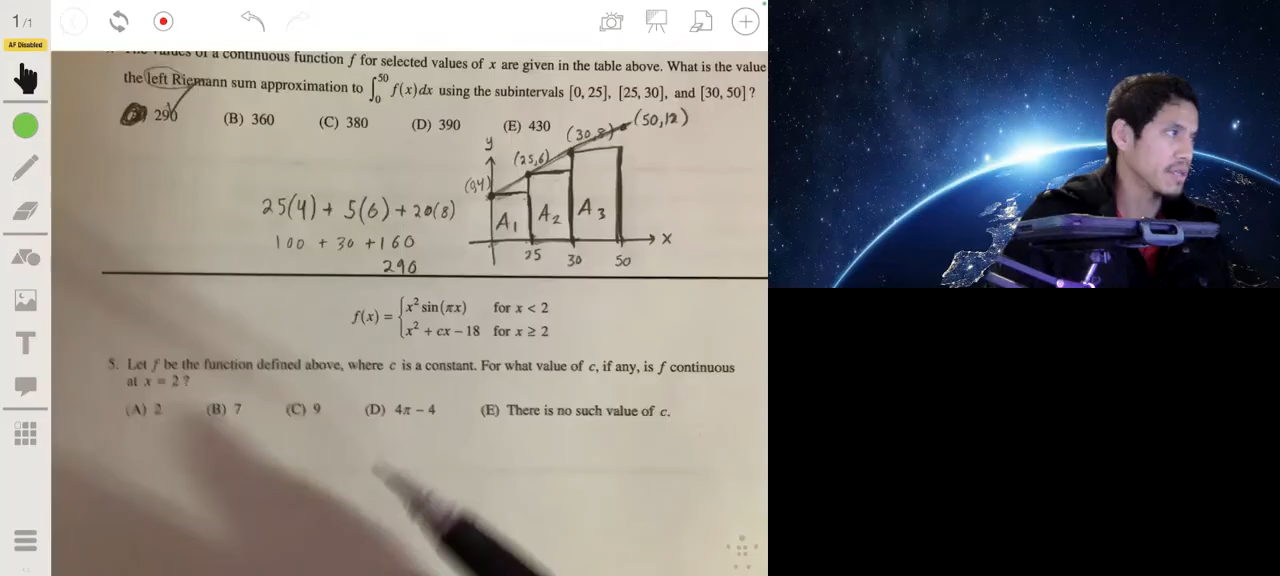 1/1
AF Disabled
The values of a continuous function f for selected values of x are given in the table above. What is the value
the left Riemann sum approximation to ∫₀⁵⁰ f(x)dx using the subintervals [0, 25], [25, 30], and [30, 50]?
290 (B) 360 (C) 380 (D) 390 (E) 430
y (0,4) (25,6) (30,8) (50,12)
25(4) + 5(6) + 20(8)
A₁ A₂ A₃
100 + 30 + 160
x
25 30 50
290
f(x) = { x² sin(πx) for x < 2
x² + cx − 18 for x ≥ 2
5. Let f be the function defined above, where c is a constant. For what value of c, if any, is f continuous
at x = 2?
(A) 2 (B) 7 (C) 9 (D) 4π − 4 (E) There is no such value of c.
T